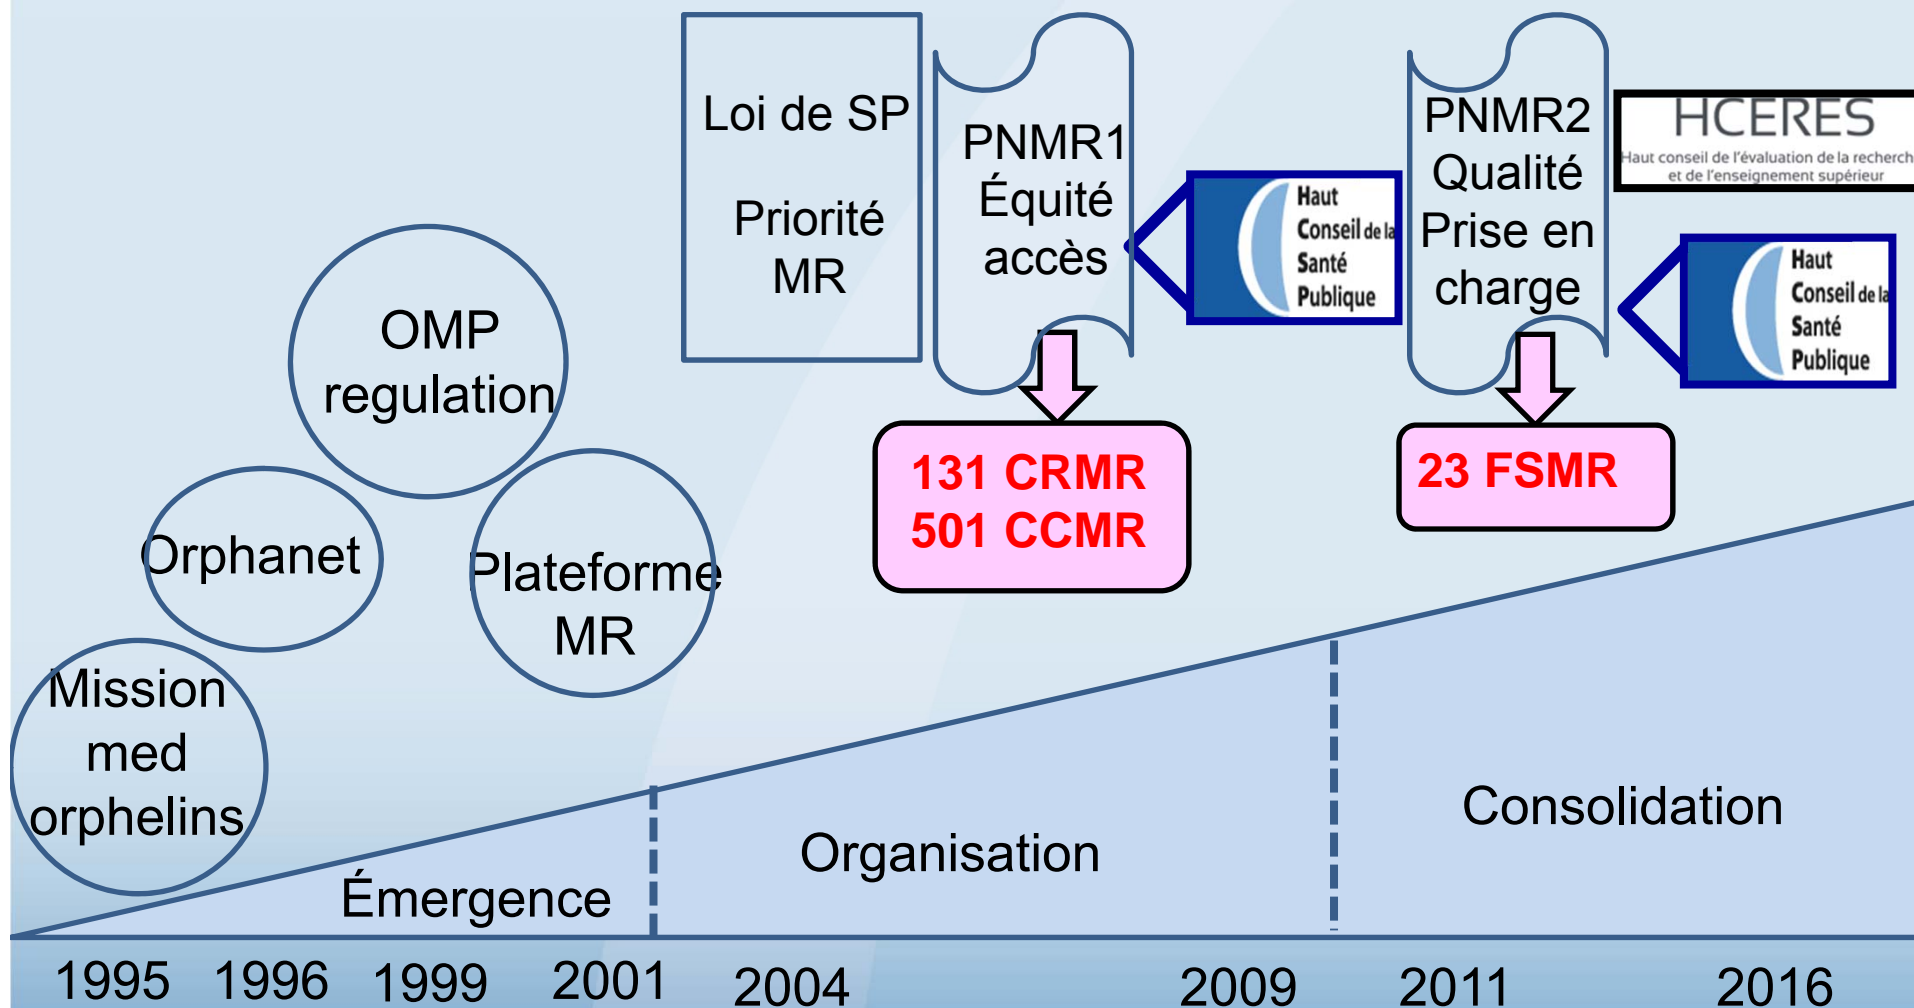 Loi de SP
Priorité
MR
PNMR1
Équité
accès
Haut
Conseil de la
Santé
Publique
PNMR2
Qualité
Prise en
charge
HCERES
Haut conseil de l'évaluation de la recherch
et de l'enseignement supérieur
Haut
Conseil de la
Santé
Publique
OMP
regulation
131 CRMR
501 CCMR
23 FSMR
Orphanet
Plateforme
MR
Mission
med
orphelins
Émergence
Organisation
Consolidation
1995 1996 1999 2001 2004 2009 2011 2016